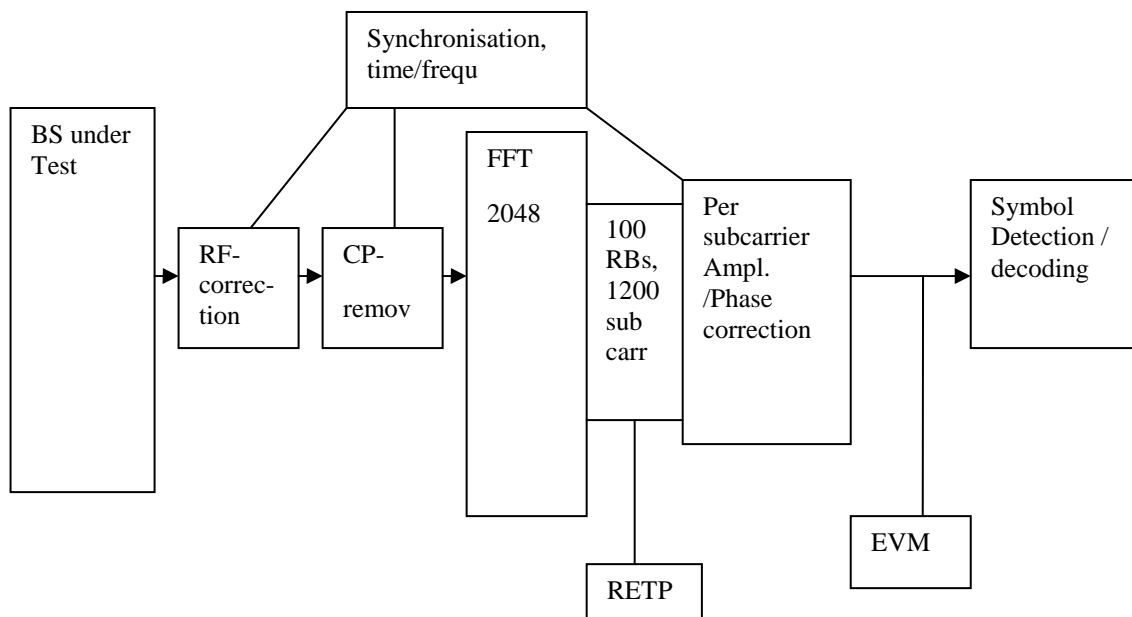 Synchronisation,
time/frequ
BS under
Test
FFT
2048
RF-
correc-
tion
CP-
remov
100
RBs,
1200
sub
carr
Per
subcarrier
Ampl.
/Phase
correction
Symbol
Detection /
decoding
EVM
RETP